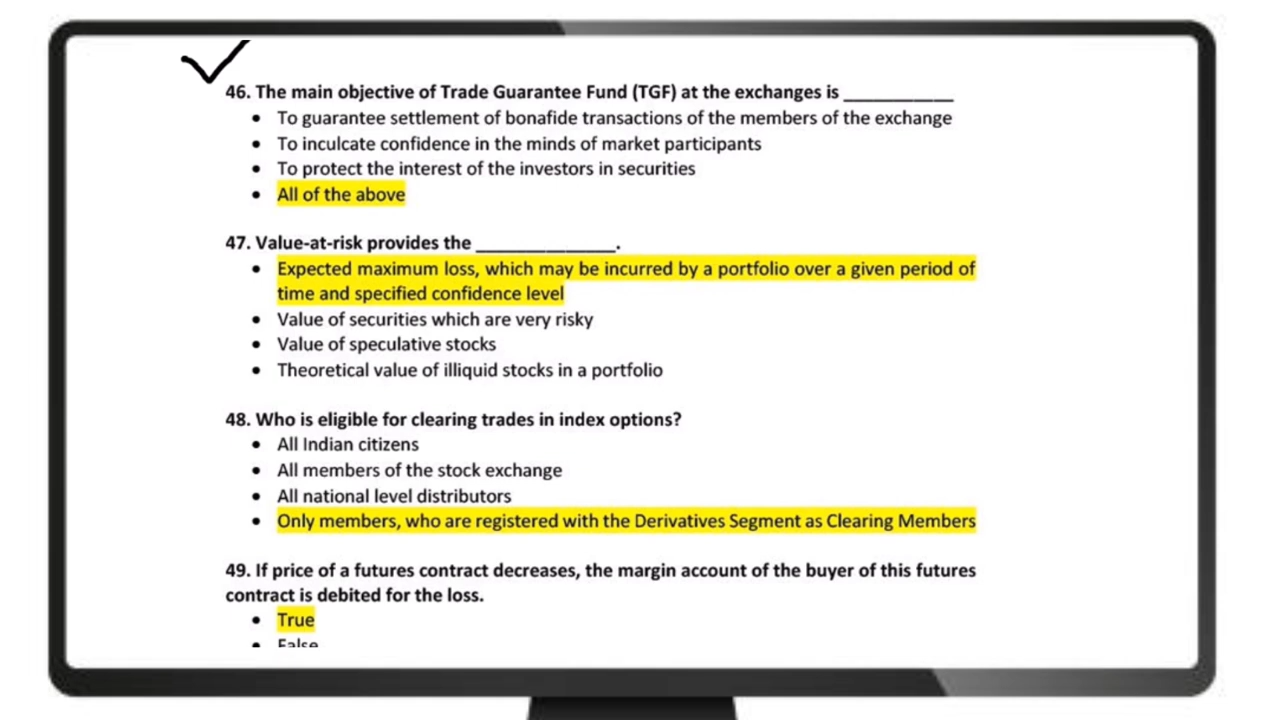 46. The main objective of Trade Guarantee Fund (TGF) at the exchanges is ___________
• To guarantee settlement of bonafide transactions of the members of the exchange
• To inculcate confidence in the minds of market participants
• To protect the interest of the investors in securities
• All of the above
47. Value-at-risk provides the ______________.
• Expected maximum loss, which may be incurred by a portfolio over a given period of
time and specified confidence level
• Value of securities which are very risky
• Value of speculative stocks
• Theoretical value of illiquid stocks in a portfolio
48. Who is eligible for clearing trades in index options?
• All Indian citizens
• All members of the stock exchange
• All national level distributors
• Only members, who are registered with the Derivatives Segment as Clearing Members
49. If price of a futures contract decreases, the margin account of the buyer of this futures
contract is debited for the loss.
• True
• False